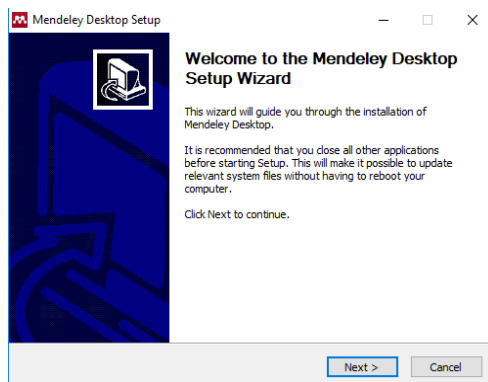 Mendeley Desktop Setup
Welcome to the Mendeley Desktop
Setup Wizard
This wizard will guide you through the installation of
Mendeley Desktop.
It is recommended that you close all other applications
before starting Setup. This will make it possible to update
relevant system files without having to reboot your
computer.
Click Next to continue.
Next >
Cancel